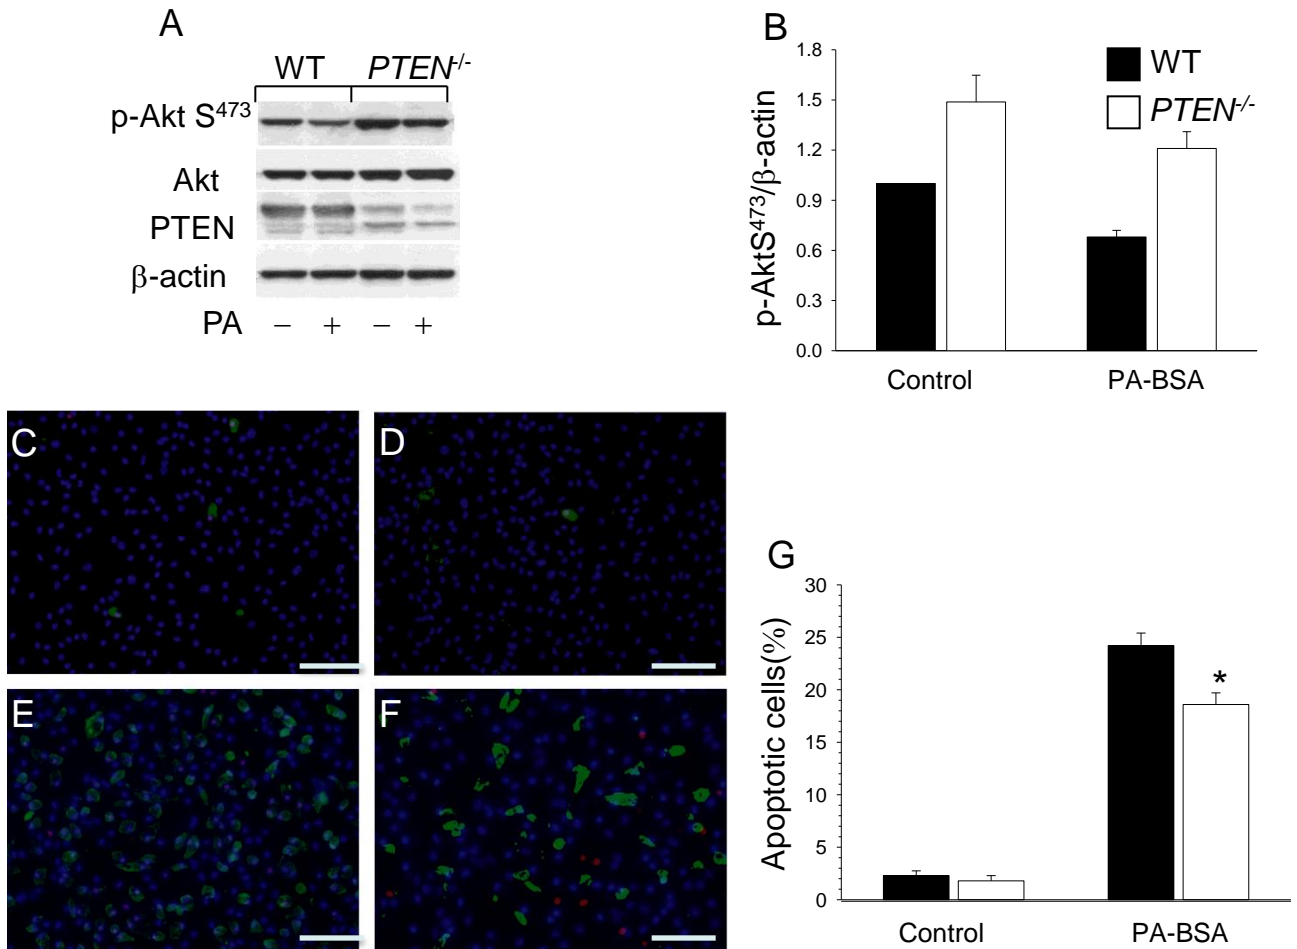 A
WT PTEN-/-
p-Akt S473
Akt
PTEN
β-actin
PA − + − +
B
p-AktS473/β-actin
1.8
1.5
1.2
0.9
0.6
0.3
0.0
WT
PTEN-/-
Control PA-BSA
C
D
E
F
G
Apoptotic cells(%)
30
25
20
15
10
5
0
*
Control PA-BSA